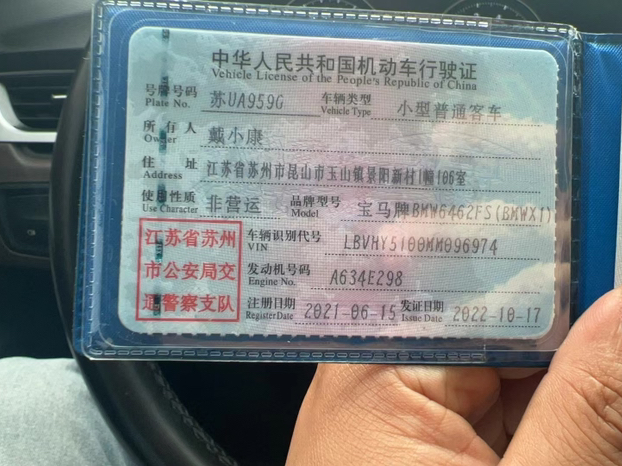 中华人民共和国机动车行驶证
Vehicle License of the People's Republic of China
号牌号码 Plate No. 苏UA959G 车辆类型 Vehicle Type 小型普通客车
所有人 Owner 戴小康
住址 Address 江苏省苏州市昆山市玉山镇景阳新村1幢106室
使用性质 Use Character 非营运 品牌型号 Model 宝马牌BMW6462FS(BMWX1)
江苏省苏州
市公安局交
通警察支队
车辆识别代号 VIN LBVHY5100MM096974
发动机号码 Engine No. A634E298
注册日期 RegisterDate 2021-06-15 发证日期 Issue Date 2022-10-17